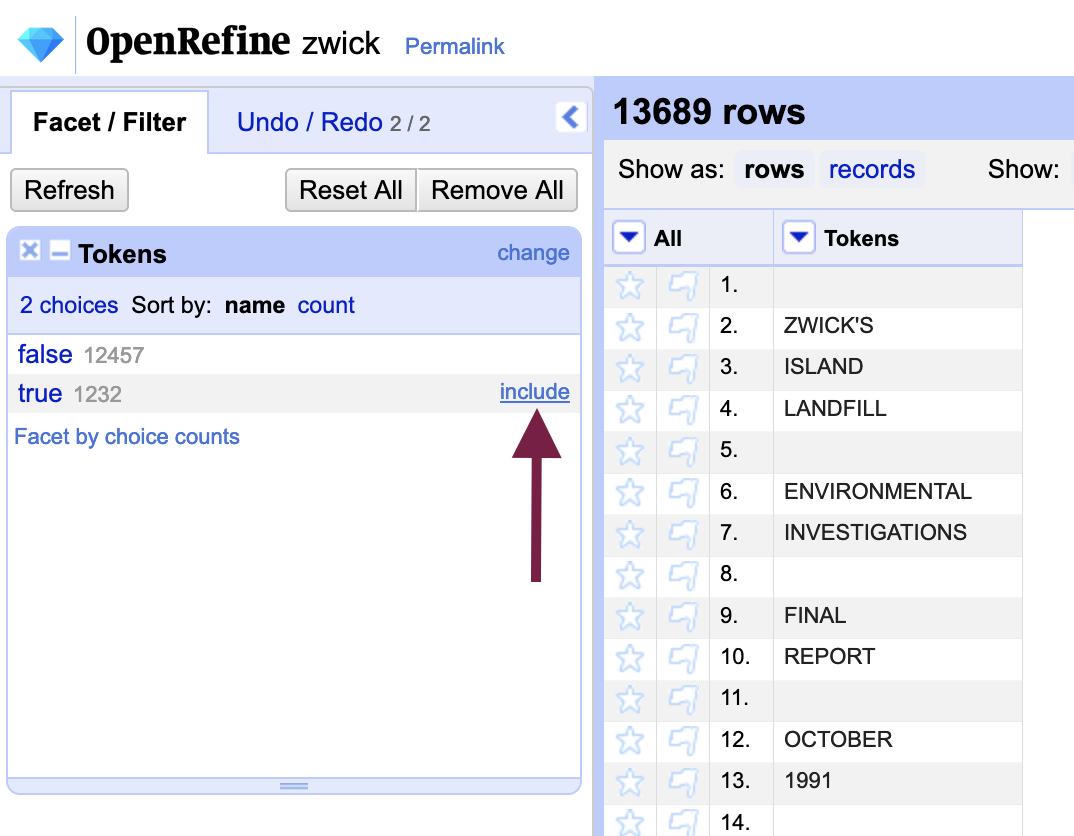 OpenRefine zwick Permalink
Facet / Filter Undo / Redo 2 / 2
Refresh Reset All Remove All
Tokens change
2 choices Sort by: name count
false 12457
true 1232 include
Facet by choice counts
13689 rows
Show as: rows records Show:
All Tokens
1.
2. ZWICK'S
3. ISLAND
4. LANDFILL
5.
6. ENVIRONMENTAL
7. INVESTIGATIONS
8.
9. FINAL
10. REPORT
11.
12. OCTOBER
13. 1991
14.